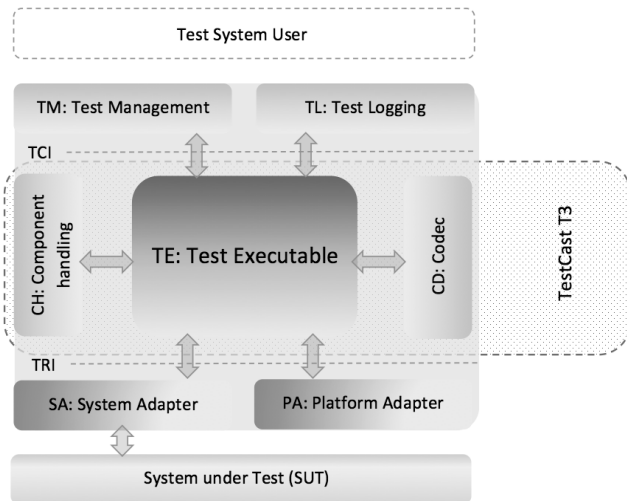 Test System User
TM: Test Management
TL: Test Logging
TCI
CH: Component
handling
TE: Test Executable
CD: Codec
TestCast T3
TRI
SA: System Adapter
PA: Platform Adapter
System under Test (SUT)